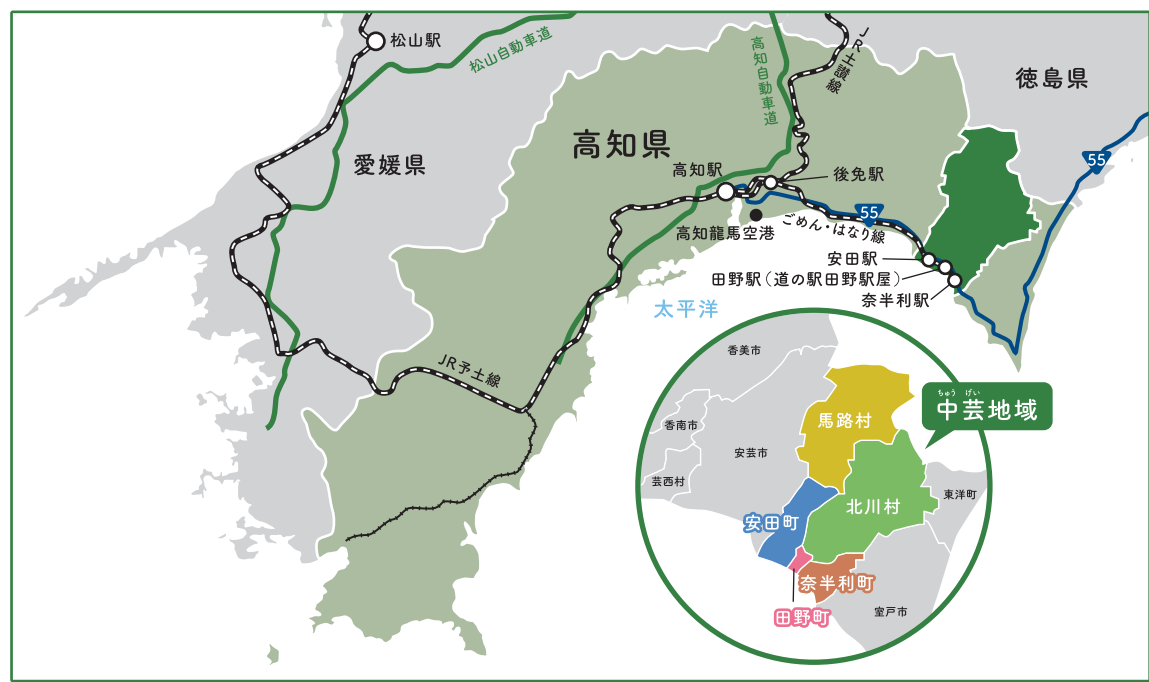 松山駅
松山自動車道
高知自動車道
JR土讃線
徳島県
愛媛県
高知県
高知駅
後免駅
55
55
高知龍馬空港
ごめん・はなり線
安田駅
田野駅（道の駅田野駅屋）
奈半利駅
太平洋
JR予土線
香美市
ちゅう げい
中芸地域
馬路村
香南市
安芸市
芸西村
東洋町
北川村
安田町
奈半利町
室戸市
田野町